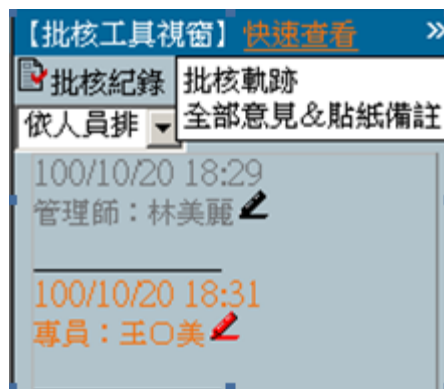 【批核工具視窗】 快速查看 »
批核紀錄
批核軌跡
全部意見&貼紙備註
依人員排
100/10/20 18:29
管理師：林美麗
100/10/20 18:31
專員：王○美